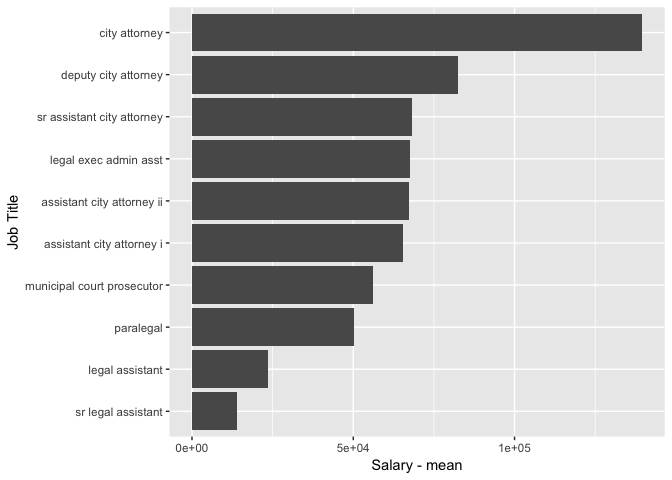 city attorney
deputy city attorney
sr assistant city attorney
legal exec admin asst
assistant city attorney ii
assistant city attorney i
municipal court prosecutor
paralegal
legal assistant
sr legal assistant
Job Title
0e+00 5e+04 1e+05
Salary - mean